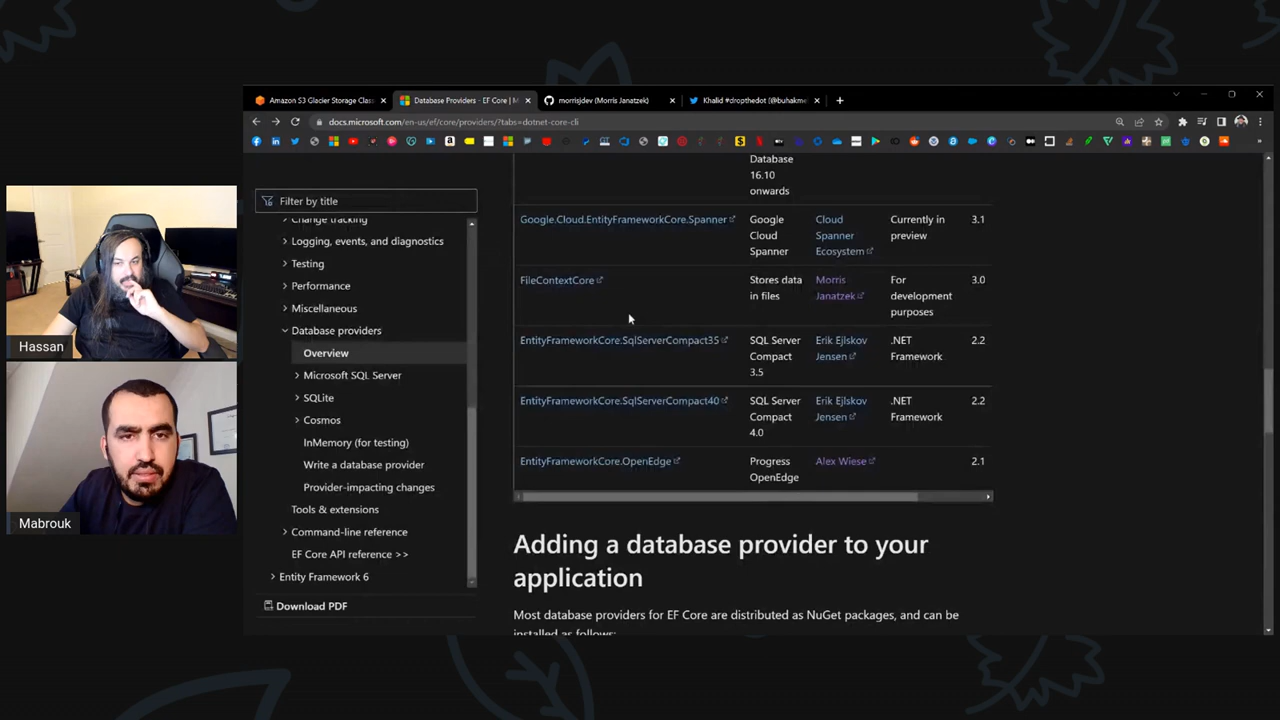 Amazon S3 Glacier Storage Clas
Database Providers - EF Core | M
morrisjdev (Morris Janatzek)
Khalid #dropthedot (@buhakme
docs.microsoft.com/en-us/ef/core/providers/?tabs=dotnet-core-cli
Hassan
Mabrouk
Filter by title
Change tracking
Logging, events, and diagnostics
Testing
Performance
Miscellaneous
Database providers
Overview
Microsoft SQL Server
SQLite
Cosmos
InMemory (for testing)
Write a database provider
Provider-impacting changes
Tools & extensions
Command-line reference
EF Core API reference >>
Entity Framework 6
Download PDF
Database
16.10
onwards
Google.Cloud.EntityFrameworkCore.Spanner
Google
Cloud
Spanner
Cloud
Spanner
Ecosystem
Currently in
preview
3.1
FileContextCore
Stores data
in files
Morris
Janatzek
For
development
purposes
3.0
EntityFrameworkCore.SqlServerCompact35
SQL Server
Compact
3.5
Erik Ejlskov
Jensen
.NET
Framework
2.2
EntityFrameworkCore.SqlServerCompact40
SQL Server
Compact
4.0
Erik Ejlskov
Jensen
.NET
Framework
2.2
EntityFrameworkCore.OpenEdge
Progress
OpenEdge
Alex Wiese
2.1
Adding a database provider to your
application
Most database providers for EF Core are distributed as NuGet packages, and can be
installed as follows: